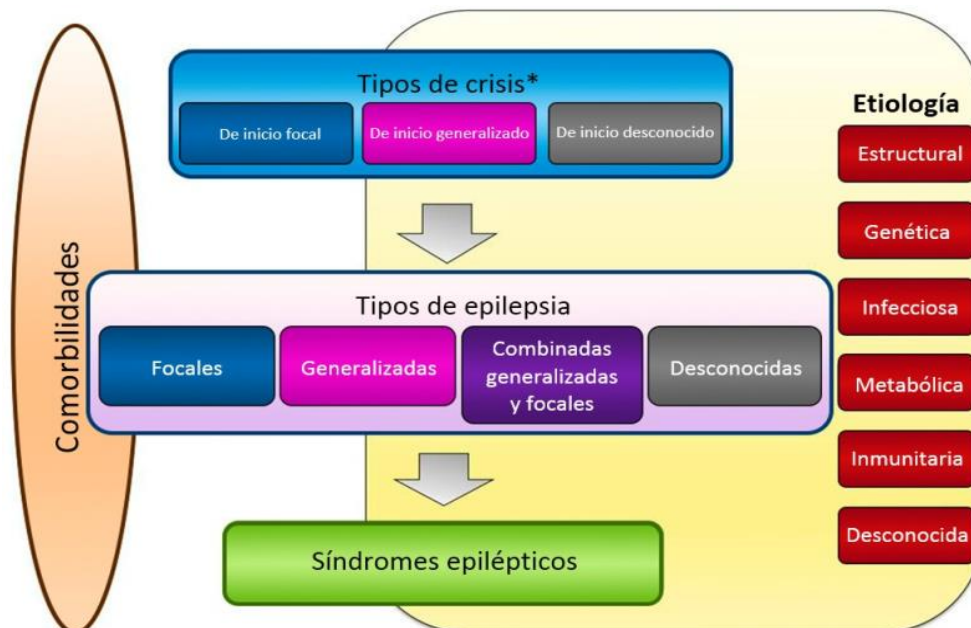 Comorbilidades
Tipos de crisis*
De inicio focal
De inicio generalizado
De inicio desconocido
Tipos de epilepsia
Focales
Generalizadas
Combinadas
generalizadas
y focales
Desconocidas
Síndromes epilépticos
Etiología
Estructural
Genética
Infecciosa
Metabólica
Inmunitaria
Desconocida